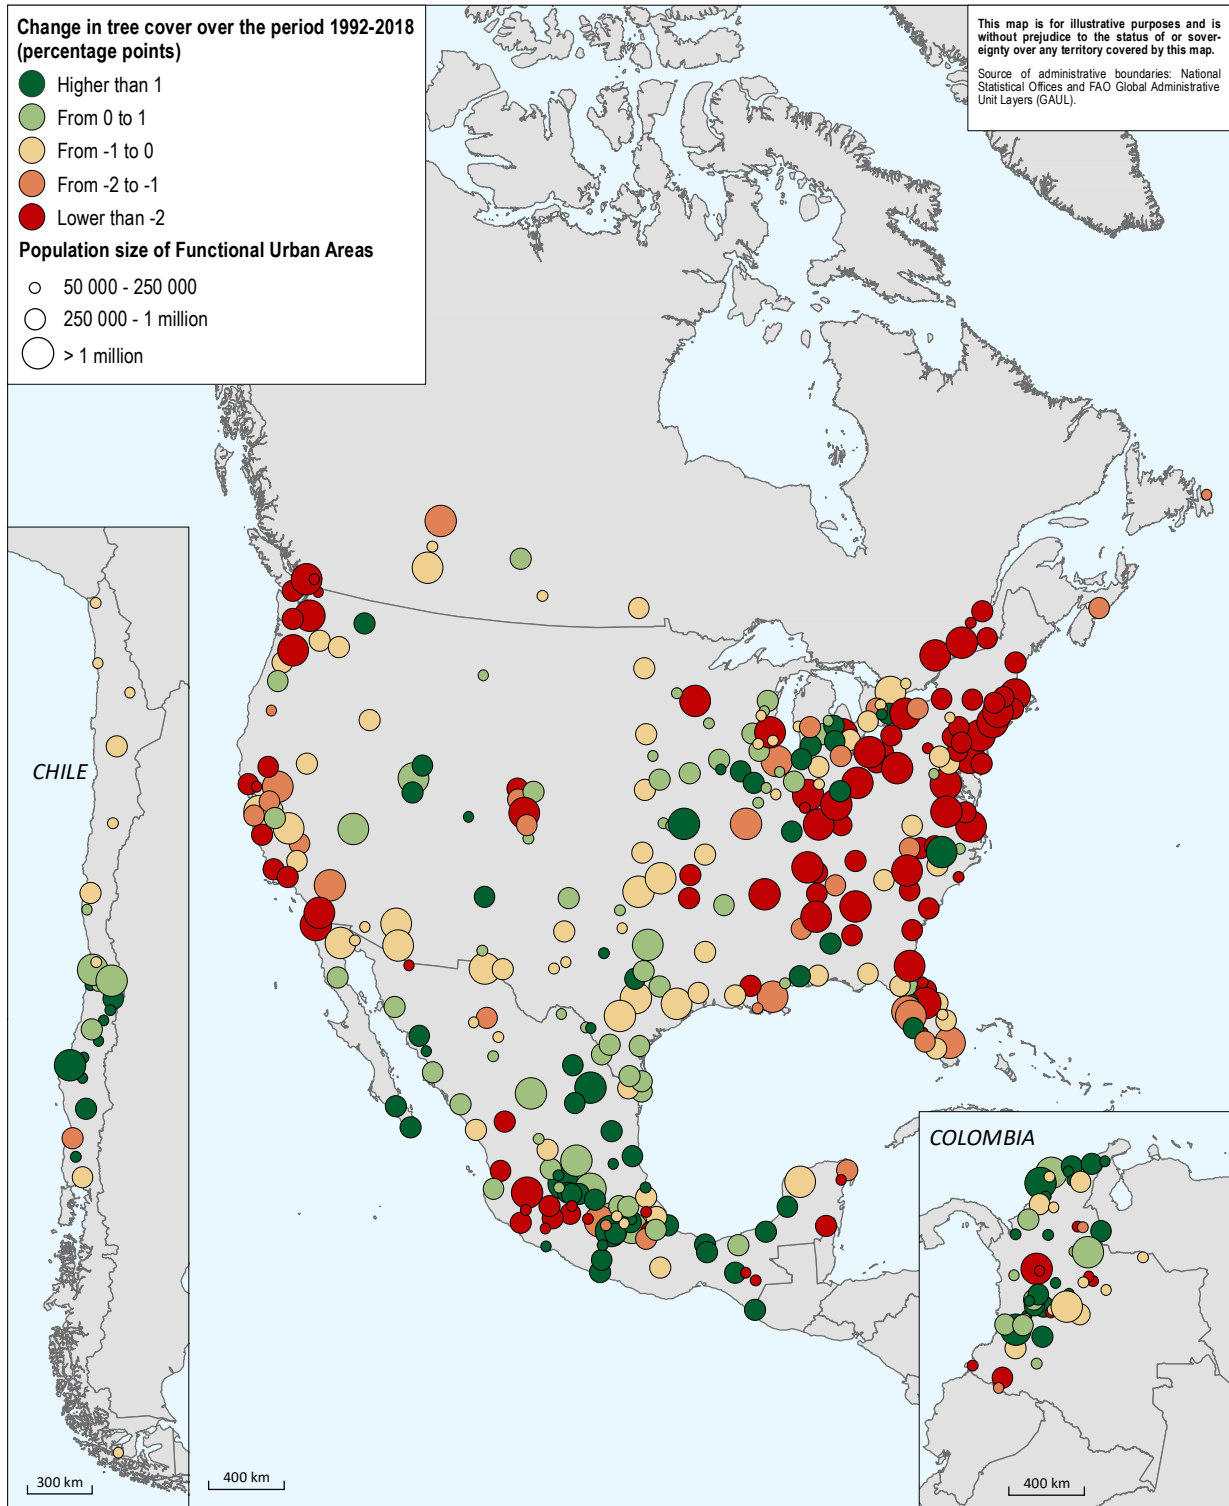 Change in tree cover over the period 1992-2018
(percentage points)
Higher than 1
From 0 to 1
From -1 to 0
From -2 to -1
Lower than -2
Population size of Functional Urban Areas
50 000 - 250 000
250 000 - 1 million
> 1 million
This map is for illustrative purposes and is
without prejudice to the status of or sover-
eignty over any territory covered by this map.
Source of administrative boundaries: National
Statistical Offices and FAO Global Administrative
Unit Layers (GAUL).
CHILE
COLOMBIA
300 km
400 km
400 km